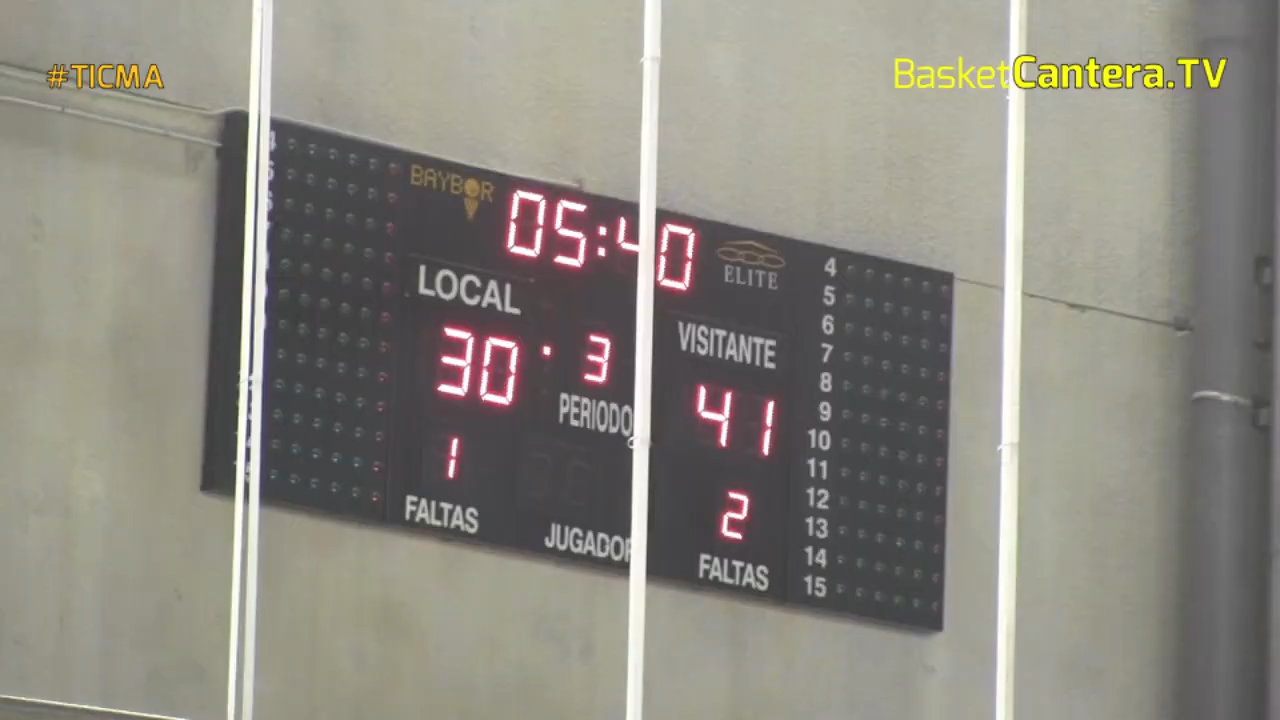 #TICMA
BasketCantera.TV
BAYBOR
05:40
ELITE
LOCAL
VISITANTE
30
3
41
PERIODO
1
2
FALTAS
JUGADOR
FALTAS
4
5
6
7
8
9
10
11
12
13
14
15